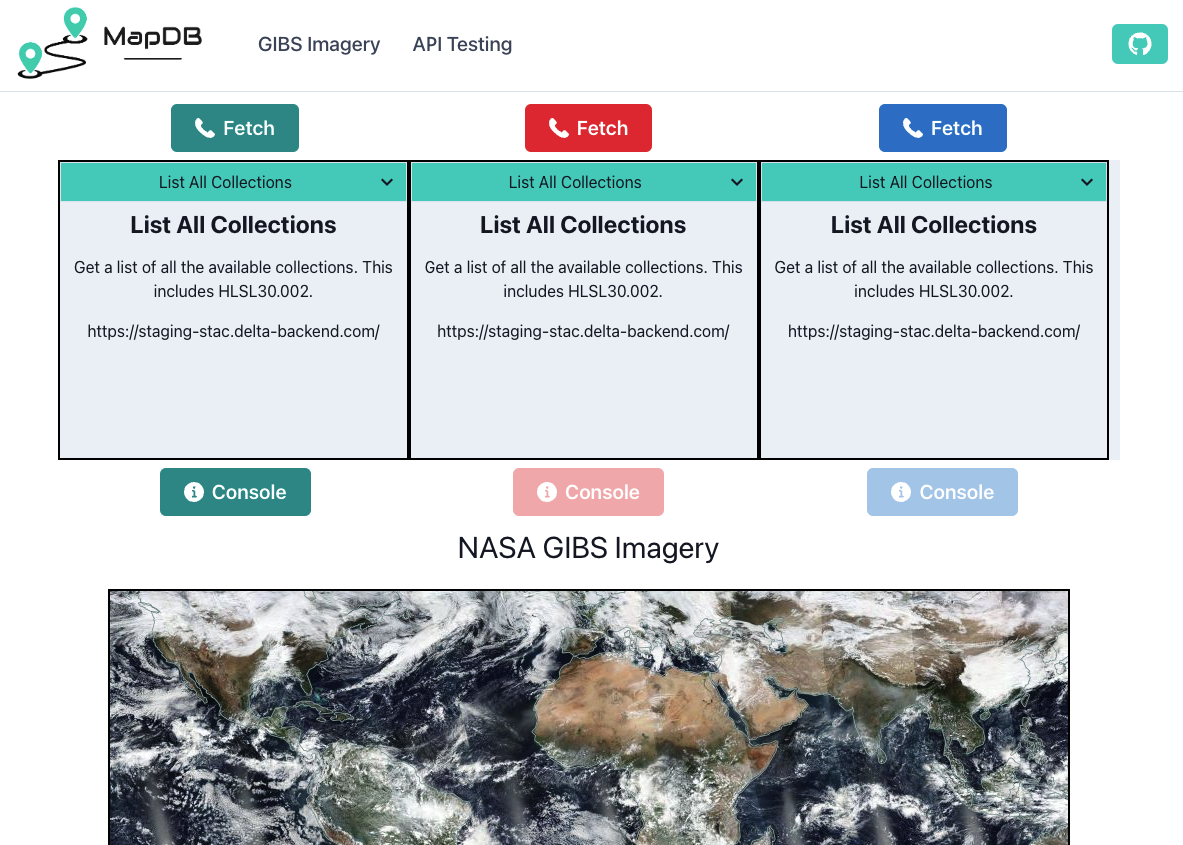 MapDB
GIBS Imagery
API Testing
Fetch
Fetch
Fetch
List All Collections
List All Collections
List All Collections
List All Collections
Get a list of all the available collections. This
includes HLSL30.002.
https://staging-stac.delta-backend.com/
List All Collections
Get a list of all the available collections. This
includes HLSL30.002.
https://staging-stac.delta-backend.com/
List All Collections
Get a list of all the available collections. This
includes HLSL30.002.
https://staging-stac.delta-backend.com/
Console
Console
Console
NASA GIBS Imagery